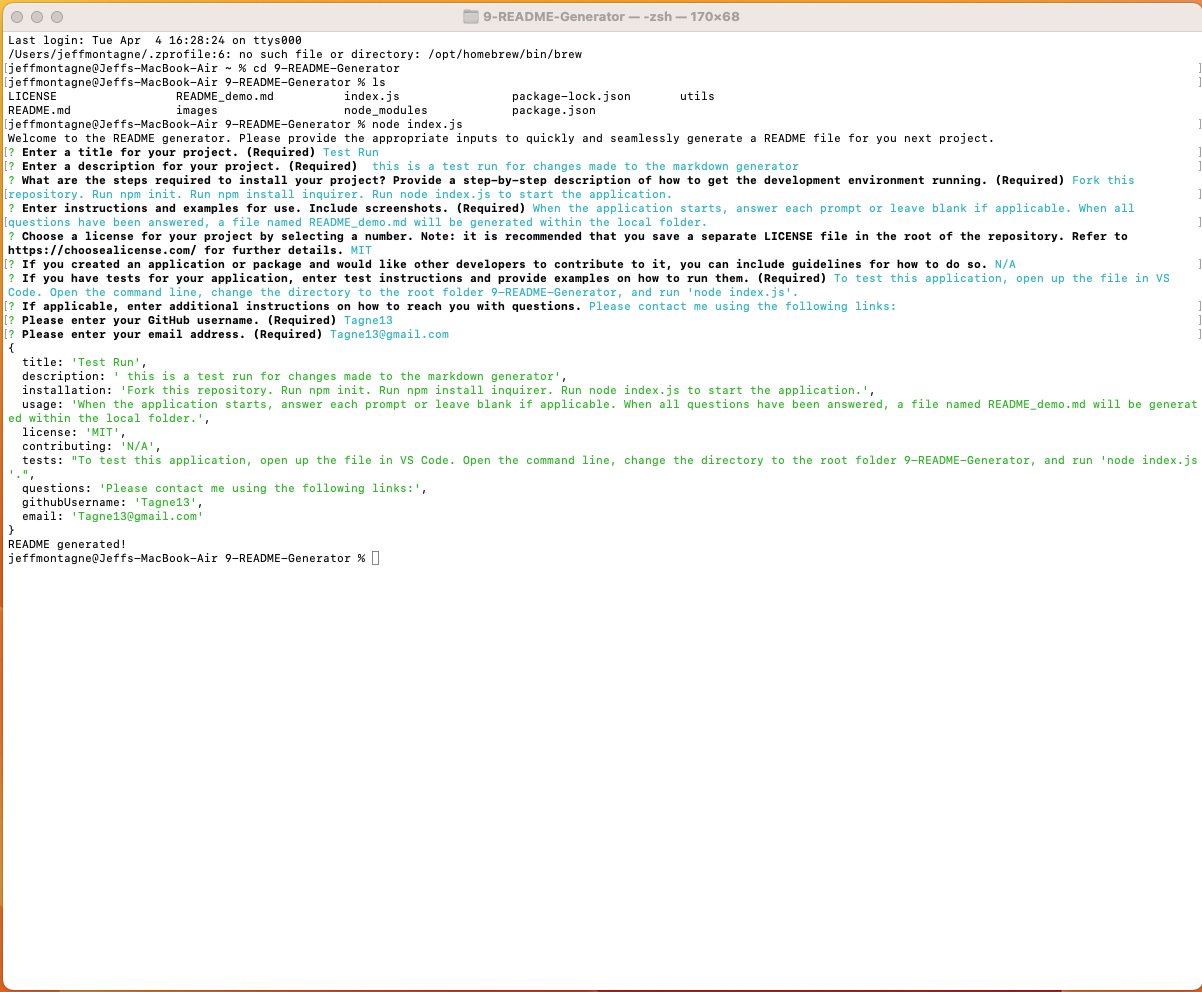 9-README-Generator — -zsh — 170×68
Last login: Tue Apr  4 16:28:24 on ttys000
/Users/jeffmontagne/.zprofile:6: no such file or directory: /opt/homebrew/bin/brew
[jeffmontagne@Jeffs-MacBook-Air ~ % cd 9-README-Generator ]
[jeffmontagne@Jeffs-MacBook-Air 9-README-Generator % ls ]
LICENSE README_demo.md index.js package-lock.json utils
README.md images node_modules package.json
[jeffmontagne@Jeffs-MacBook-Air 9-README-Generator % node index.js ]
Welcome to the README generator. Please provide the appropriate inputs to quickly and seamlessly generate a README file for you next project.
[? Enter a title for your project. (Required) Test Run ]
[? Enter a description for your project. (Required)  this is a test run for changes made to the markdown generator ]
? What are the steps required to install your project? Provide a step-by-step description of how to get the development environment running. (Required) Fork this
[repository. Run npm init. Run npm install inquirer. Run node index.js to start the application. ]
? Enter instructions and examples for use. Include screenshots. (Required) When the application starts, answer each prompt or leave blank if applicable. When all
[questions have been answered, a file named README_demo.md will be generated within the local folder. ]
? Choose a license for your project by selecting a number. Note: it is recommended that you save a separate LICENSE file in the root of the repository. Refer to
https://choosealicense.com/ for further details. MIT
[? If you created an application or package and would like other developers to contribute to it, you can include guidelines for how to do so. N/A ]
? If you have tests for your application, enter test instructions and provide examples on how to run them. (Required) To test this application, open up the file in VS
Code. Open the command line, change the directory to the root folder 9-README-Generator, and run 'node index.js'.
[? If applicable, enter additional instructions on how to reach you with questions. Please contact me using the following links: ]
[? Please enter your GitHub username. (Required) Tagne13 ]
[? Please enter your email address. (Required) Tagne13@gmail.com ]
{
  title: 'Test Run',
  description: ' this is a test run for changes made to the markdown generator',
  installation: 'Fork this repository. Run npm init. Run npm install inquirer. Run node index.js to start the application.',
  usage: 'When the application starts, answer each prompt or leave blank if applicable. When all questions have been answered, a file named README_demo.md will be generat
ed within the local folder.',
  license: 'MIT',
  contributing: 'N/A',
  tests: "To test this application, open up the file in VS Code. Open the command line, change the directory to the root folder 9-README-Generator, and run 'node index.js
'.",
  questions: 'Please contact me using the following links:',
  githubUsername: 'Tagne13',
  email: 'Tagne13@gmail.com'
}
README generated!
jeffmontagne@Jeffs-MacBook-Air 9-README-Generator %